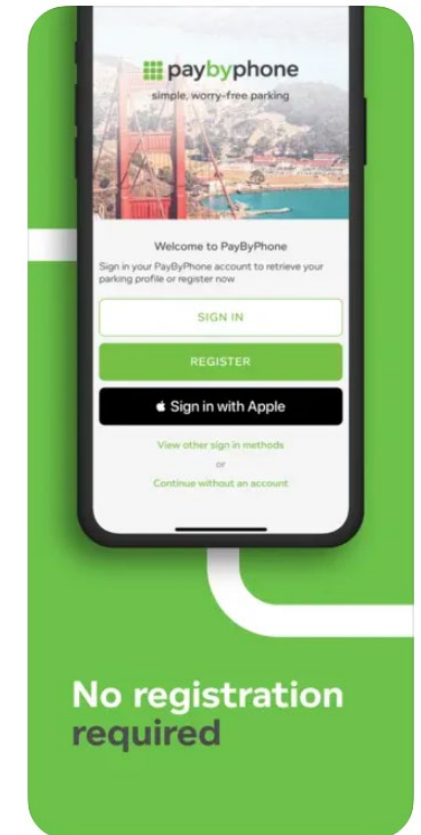 paybyphone
simple, worry-free parking
Welcome to PayByPhone
Sign in your PayByPhone account to retrieve your
parking profile or register now
SIGN IN
REGISTER
Sign in with Apple
View other sign in methods
or
Continue without an account
No registration
required